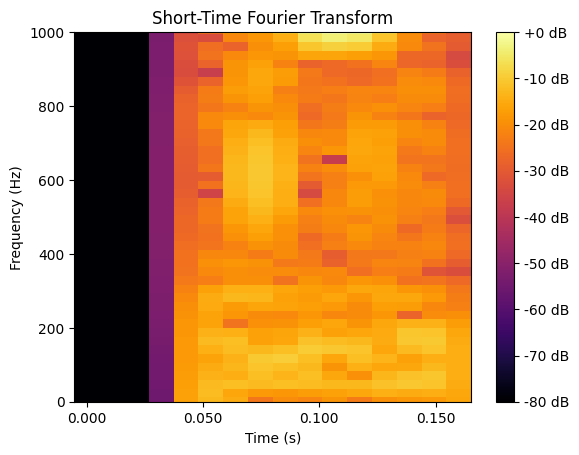 Short-Time Fourier Transform
1000
800
600
400
200
0
Frequency (Hz)
0.000
0.050
0.100
0.150
Time (s)
+0 dB
-10 dB
-20 dB
-30 dB
-40 dB
-50 dB
-60 dB
-70 dB
-80 dB